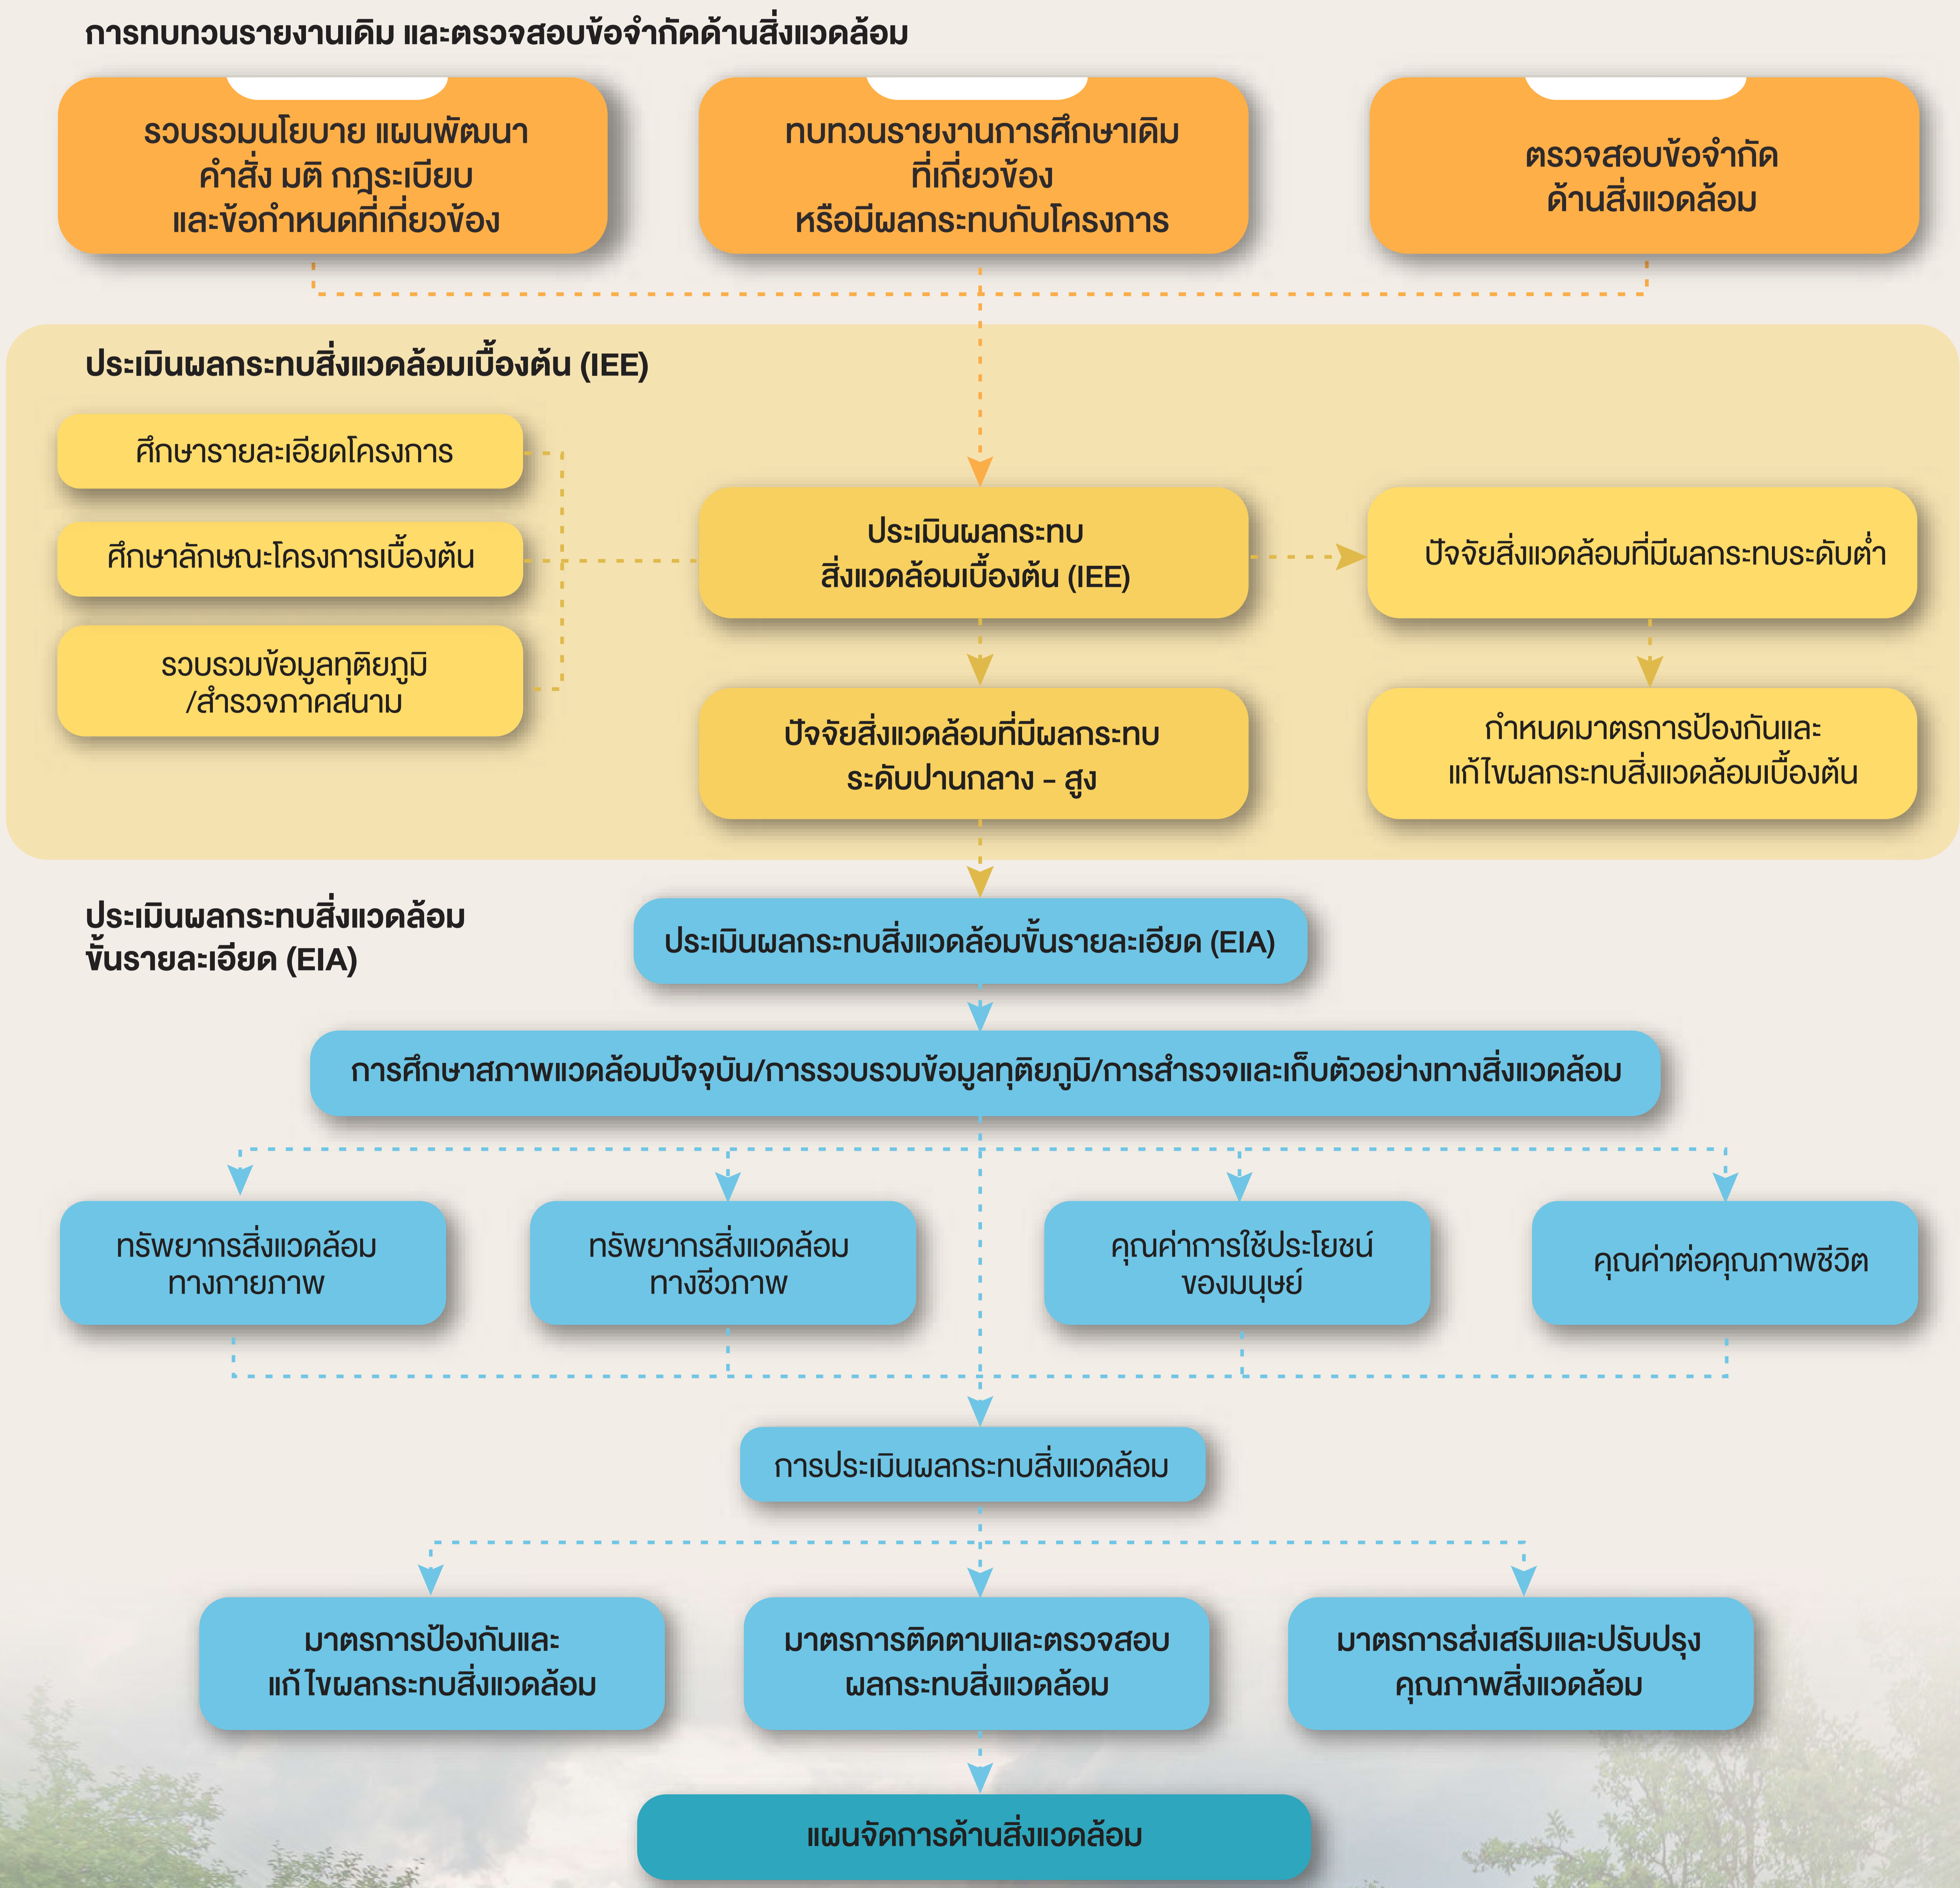 การทบทวนรายงานเดิม และตรวจสอบข้อจำกัดด้านสิ่งแวดล้อม
รวบรวมนโยบาย แผนพัฒนา
คำสั่ง มติ กฎระเบียบ
และข้อกำหนดที่เกี่ยวข้อง
ทบทวนรายงานการศึกษาเดิม
ที่เกี่ยวข้อง
หรือมีผลกระทบกับโครงการ
ตรวจสอบข้อจำกัด
ด้านสิ่งแวดล้อม
ประเมินผลกระทบสิ่งแวดล้อมเบื้องต้น (IEE)
ศึกษารายละเอียดโครงการ
ศึกษาลักษณะโครงการเบื้องต้น
รวบรวมข้อมูลทุติยภูมิ
/สำรวจภาคสนาม
ประเมินผลกระทบ
สิ่งแวดล้อมเบื้องต้น (IEE)
ปัจจัยสิ่งแวดล้อมที่มีผลกระทบระดับต่ำ
ปัจจัยสิ่งแวดล้อมที่มีผลกระทบ
ระดับปานกลาง - สูง
กำหนดมาตรการป้องกันและ
แก้ไขผลกระทบสิ่งแวดล้อมเบื้องต้น
ประเมินผลกระทบสิ่งแวดล้อม
ขั้นรายละเอียด (EIA)
ประเมินผลกระทบสิ่งแวดล้อมขั้นรายละเอียด (EIA)
การศึกษาสภาพแวดล้อมปัจจุบัน/การรวบรวมข้อมูลทุติยภูมิ/การสำรวจและเก็บตัวอย่างทางสิ่งแวดล้อม
ทรัพยากรสิ่งแวดล้อม
ทางกายภาพ
ทรัพยากรสิ่งแวดล้อม
ทางชีวภาพ
คุณค่าการใช้ประโยชน์
ของมนุษย์
คุณค่าต่อคุณภาพชีวิต
การประเมินผลกระทบสิ่งแวดล้อม
มาตรการป้องกันและ
แก้ไขผลกระทบสิ่งแวดล้อม
มาตรการติดตามและตรวจสอบ
ผลกระทบสิ่งแวดล้อม
มาตรการส่งเสริมและปรับปรุง
คุณภาพสิ่งแวดล้อม
แผนจัดการด้านสิ่งแวดล้อม